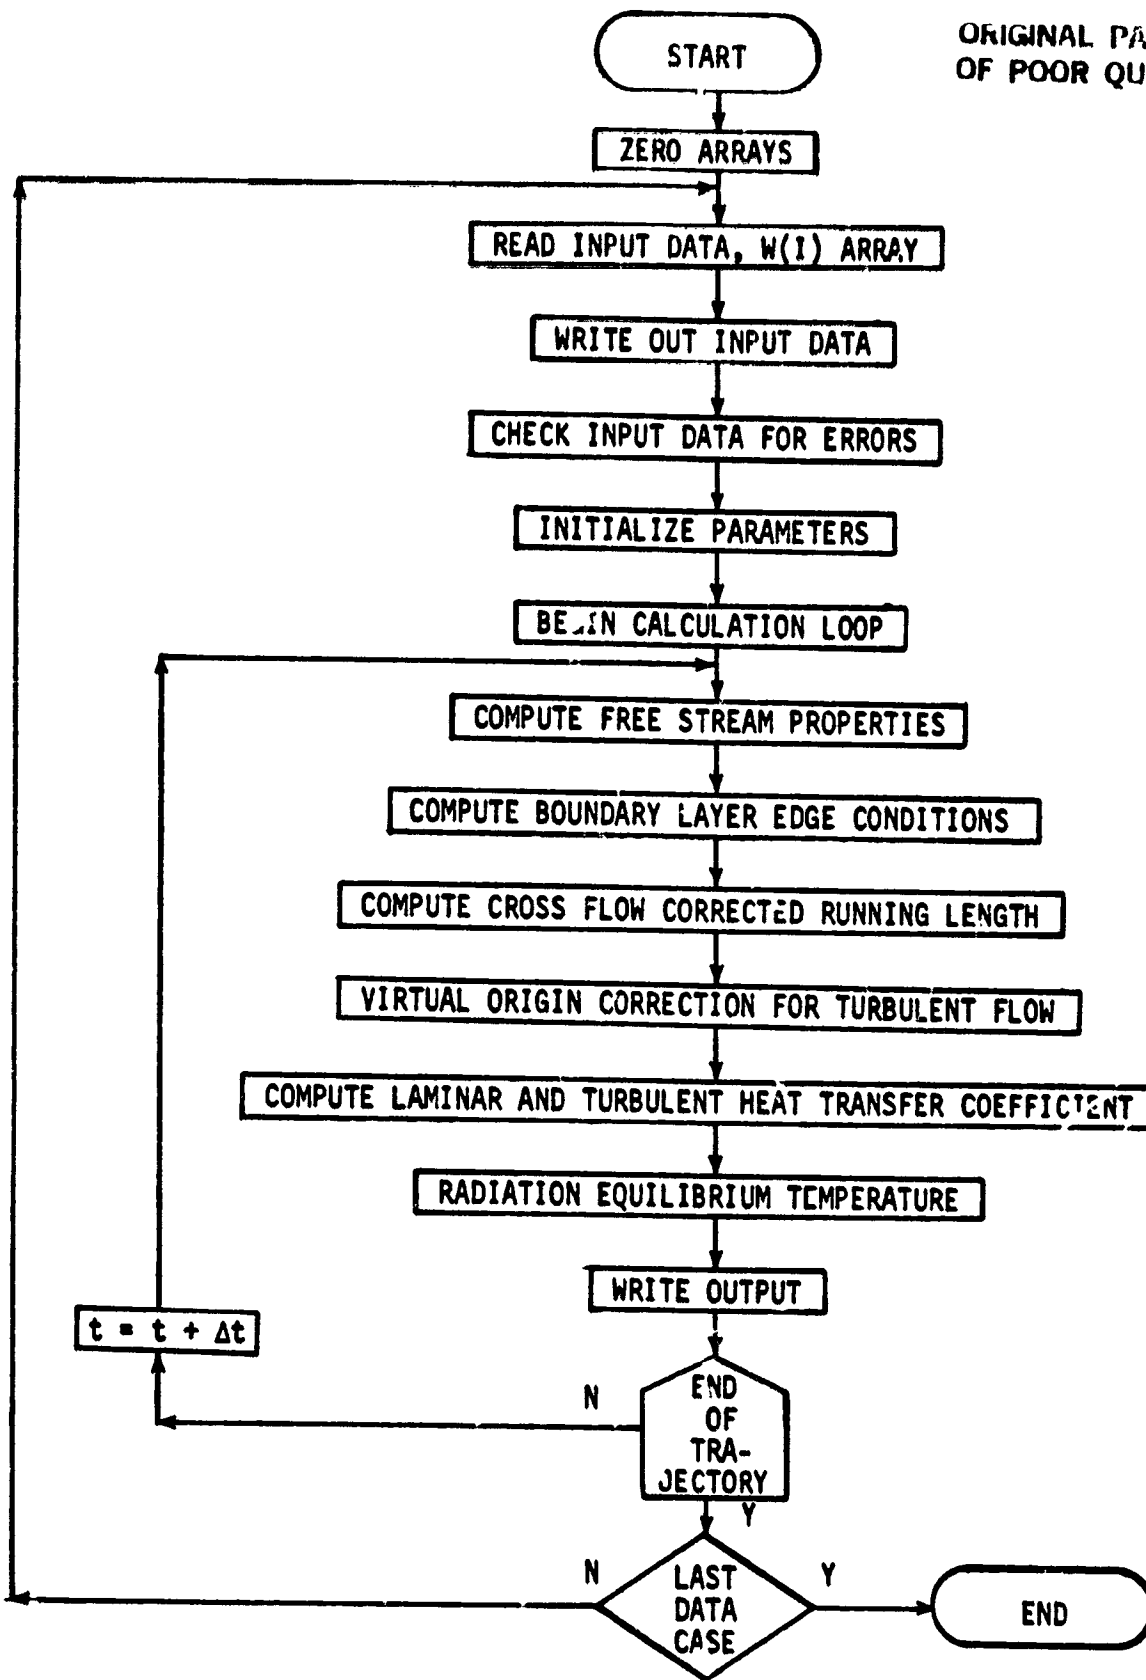 START
ORIGINAL PA
OF POOR QU
ZERO ARRAYS
READ INPUT DATA, W(I) ARRAY
WRITE OUT INPUT DATA
CHECK INPUT DATA FOR ERRORS
INITIALIZE PARAMETERS
BEGIN CALCULATION LOOP
COMPUTE FREE STREAM PROPERTIES
COMPUTE BOUNDARY LAYER EDGE CONDITIONS
COMPUTE CROSS FLOW CORRECTED RUNNING LENGTH
VIRTUAL ORIGIN CORRECTION FOR TURBULENT FLOW
COMPUTE LAMINAR AND TURBULENT HEAT TRANSFER COEFFICIENT
RADIATION EQUILIBRIUM TEMPERATURE
WRITE OUTPUT
t = t + Δt
N
END
OF
TRA-
JECTORY
Y
N
LAST
DATA
CASE
Y
END